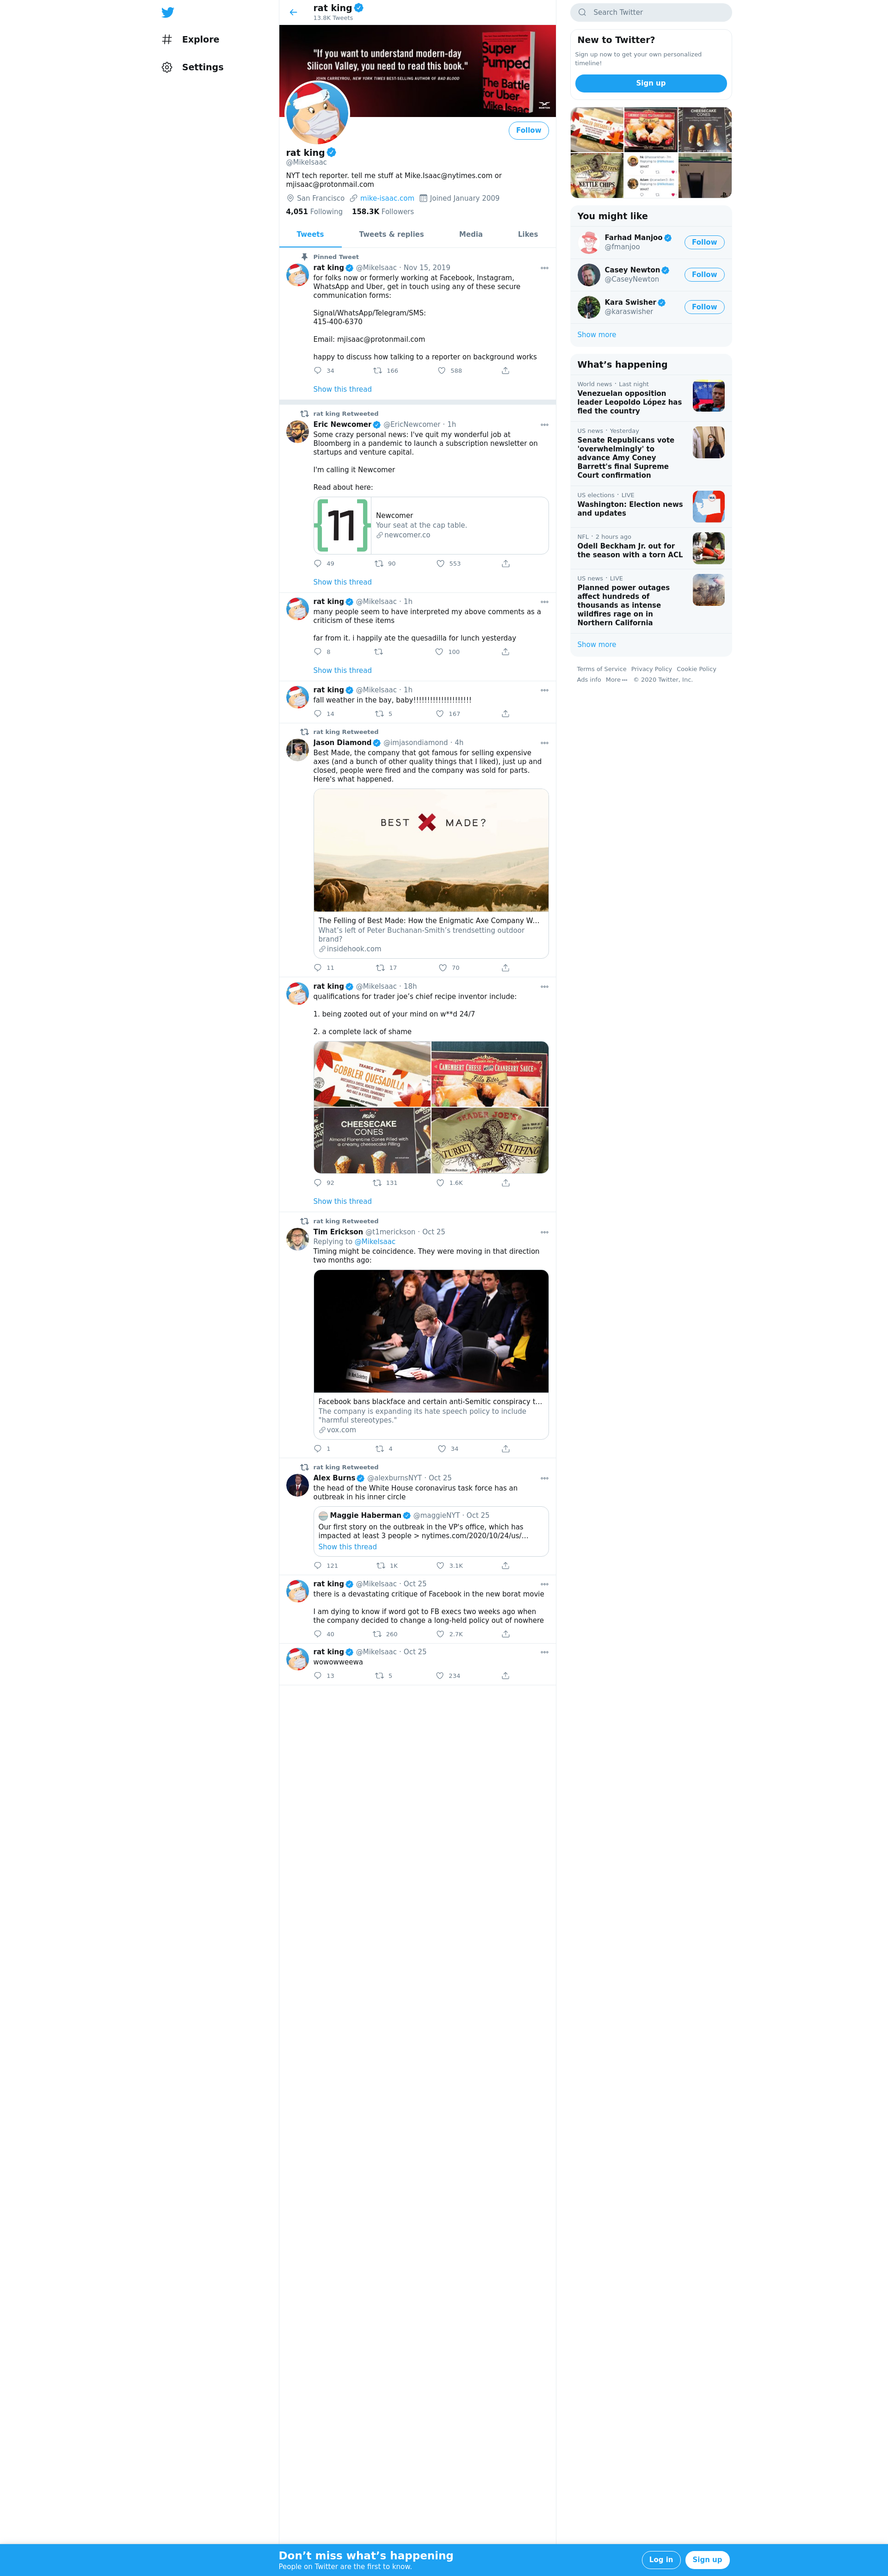 Explore
Settings
rat king
13.8K Tweets
"If you want to understand modern-day
Silicon Valley, you need to read this book."
JOHN CARREYROU, NEW YORK TIMES BEST-SELLING AUTHOR OF BAD BLOOD
Super
Pumped
The Battle for
Uber
Mike Isaac
Follow
rat king
@MikeIsaac
NYT tech reporter. tell me stuff at Mike.Isaac@nytimes.com or
mjisaac@protonmail.com
San Francisco mike-isaac.com Joined January 2009
4,051 Following 158.3K Followers
Tweets Tweets & replies Media Likes
Pinned Tweet
rat king @MikeIsaac · Nov 15, 2019
for folks now or formerly working at Facebook, Instagram,
WhatsApp and Uber, get in touch using any of these secure
communication forms:
Signal/WhatsApp/Telegram/SMS:
415-400-6370
Email: mjisaac@protonmail.com
happy to discuss how talking to a reporter on background works
34 166 588
Show this thread
rat king Retweeted
Eric Newcomer @EricNewcomer · 1h
Some crazy personal news: I've quit my wonderful job at
Bloomberg in a pandemic to launch a subscription newsletter on
startups and venture capital.
I'm calling it Newcomer
Read about here:
Newcomer
Your seat at the cap table.
newcomer.co
49 90 553
Show this thread
rat king @MikeIsaac · 1h
many people seem to have interpreted my above comments as a
criticism of these items
far from it. i happily ate the quesadilla for lunch yesterday
8 100
Show this thread
rat king @MikeIsaac · 1h
fall weather in the bay, baby!!!!!!!!!!!!!!!!!!!!!!
14 5 167
rat king Retweeted
Jason Diamond @imjasondiamond · 4h
Best Made, the company that got famous for selling expensive
axes (and a bunch of other quality things that I liked), just up and
closed, people were fired and the company was sold for parts.
Here's what happened.
BEST MADE?
The Felling of Best Made: How the Enigmatic Axe Company W...
What's left of Peter Buchanan-Smith's trendsetting outdoor
brand?
insidehook.com
11 17 70
rat king @MikeIsaac · 18h
qualifications for trader joe's chief recipe inventor include:
1. being zooted out of your mind on w**d 24/7
2. a complete lack of shame
GOBBLER QUESADILLA
CAMEMBERT CHEESE and CRANBERRY SAUCE
Fillo Bites
mini
CHEESECAKE
CONES
Almond Florentine Cones Filled with
a creamy cheesecake filling
TRADER JOE'S
TURKEY
and
STUFFING
92 131 1.6K
Show this thread
rat king Retweeted
Tim Erickson @t1merickson · Oct 25
Replying to @MikeIsaac
Timing might be coincidence. They were moving in that direction
two months ago:
Facebook bans blackface and certain anti-Semitic conspiracy t...
The company is expanding its hate speech policy to include
"harmful stereotypes."
vox.com
1 4 34
rat king Retweeted
Alex Burns @alexburnsNYT · Oct 25
the head of the White House coronavirus task force has an
outbreak in his inner circle
Maggie Haberman @maggieNYT · Oct 25
Our first story on the outbreak in the VP's office, which has
impacted at least 3 people > nytimes.com/2020/10/24/us/...
Show this thread
121 1K 3.1K
rat king @MikeIsaac · Oct 25
there is a devastating critique of Facebook in the new borat movie
I am dying to know if word got to FB execs two weeks ago when
the company decided to change a long-held policy out of nowhere
40 260 2.7K
rat king @MikeIsaac · Oct 25
wowowweewa
13 5 234
Search Twitter
New to Twitter?
Sign up now to get your own personalized
timeline!
Sign up
KETTLE CHIPS
You might like
Farhad Manjoo
@fmanjoo
Follow
Casey Newton
@CaseyNewton
Follow
Kara Swisher
@karaswisher
Follow
Show more
What's happening
World news · Last night
Venezuelan opposition
leader Leopoldo López has
fled the country
US news · Yesterday
Senate Republicans vote
'overwhelmingly' to
advance Amy Coney
Barrett's final Supreme
Court confirmation
US elections · LIVE
Washington: Election news
and updates
NFL · 2 hours ago
Odell Beckham Jr. out for
the season with a torn ACL
US news · LIVE
Planned power outages
affect hundreds of
thousands as intense
wildfires rage on in
Northern California
Show more
Terms of Service Privacy Policy Cookie Policy
Ads info More © 2020 Twitter, Inc.
Don't miss what's happening
People on Twitter are the first to know.
Log in
Sign up